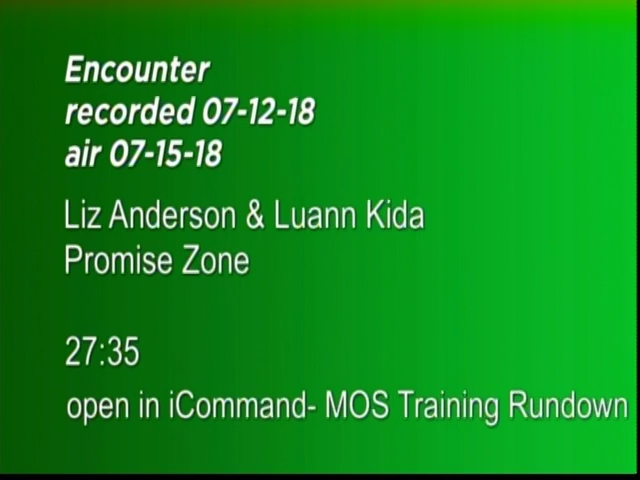 Encounter
recorded 07-12-18
air 07-15-18
Liz Anderson & Luann Kida
Promise Zone
27:35
open in iCommand- MOS Training Rundown